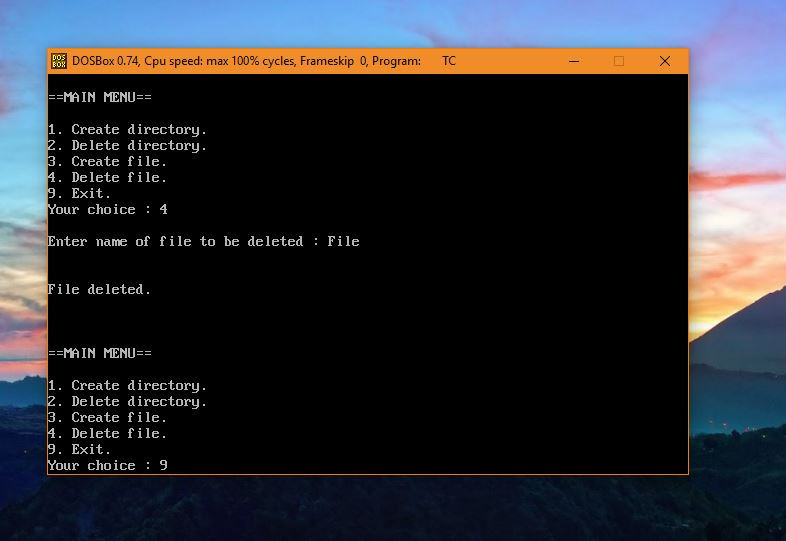 DOS
BOX
DOSBox 0.74, Cpu speed: max 100% cycles, Frameskip 0, Program: TC
==MAIN MENU==
1. Create directory.
2. Delete directory.
3. Create file.
4. Delete file.
9. Exit.
Your choice : 4
Enter name of file to be deleted : File
File deleted.
==MAIN MENU==
1. Create directory.
2. Delete directory.
3. Create file.
4. Delete file.
9. Exit.
Your choice : 9